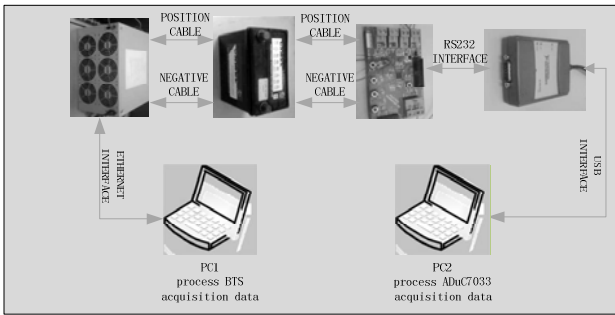 POSITION
CABLE
POSITION
CABLE
RS232
INTERFACE
NEGATIVE
CABLE
NEGATIVE
CABLE
ETHERNET
INTERFACE
USB
INTERFACE
PC1
process BTS
acquisition data
PC2
process ADuC7033
acquisition data